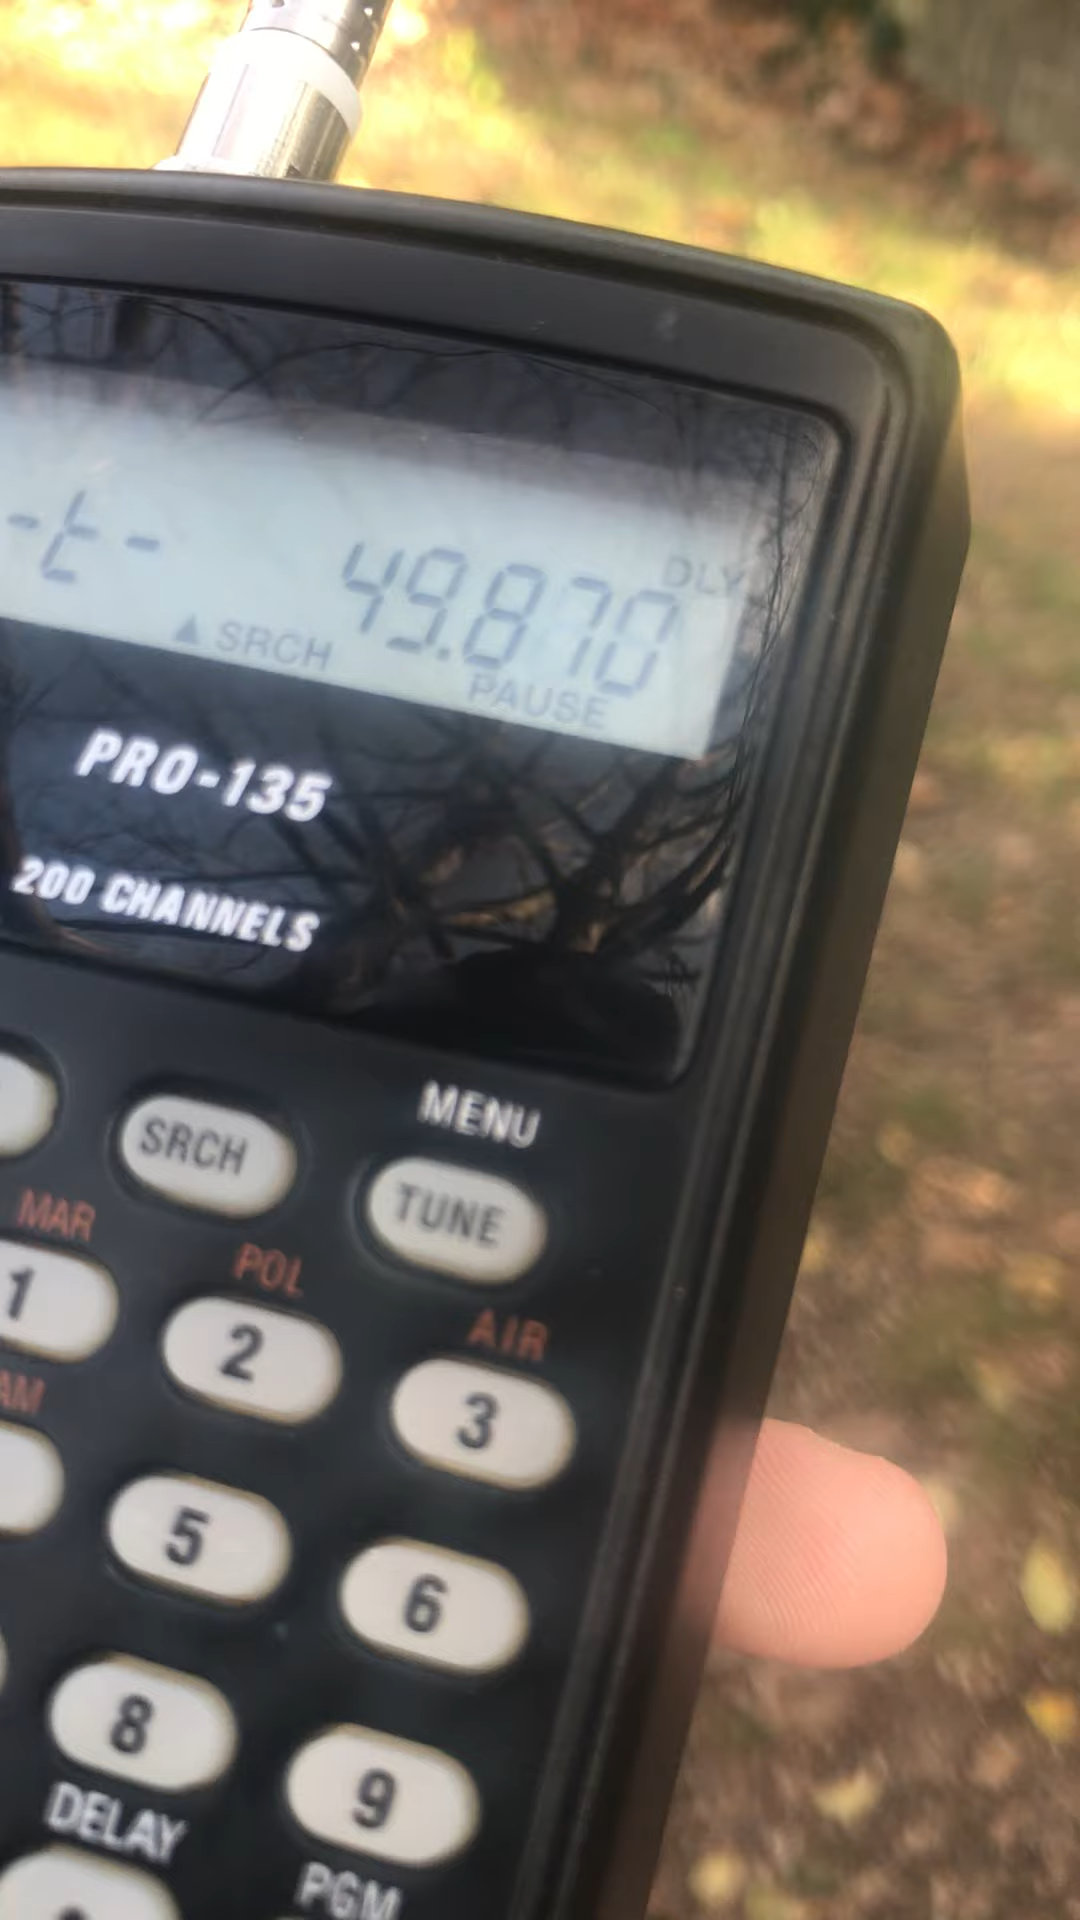 -t- 49.870 DLY
▲ SRCH PAUSE
PRO-135
200 CHANNELS
MENU
SRCH TUNE
MAR POL AIR
1 2 3
5 6
8 9
DELAY PGM